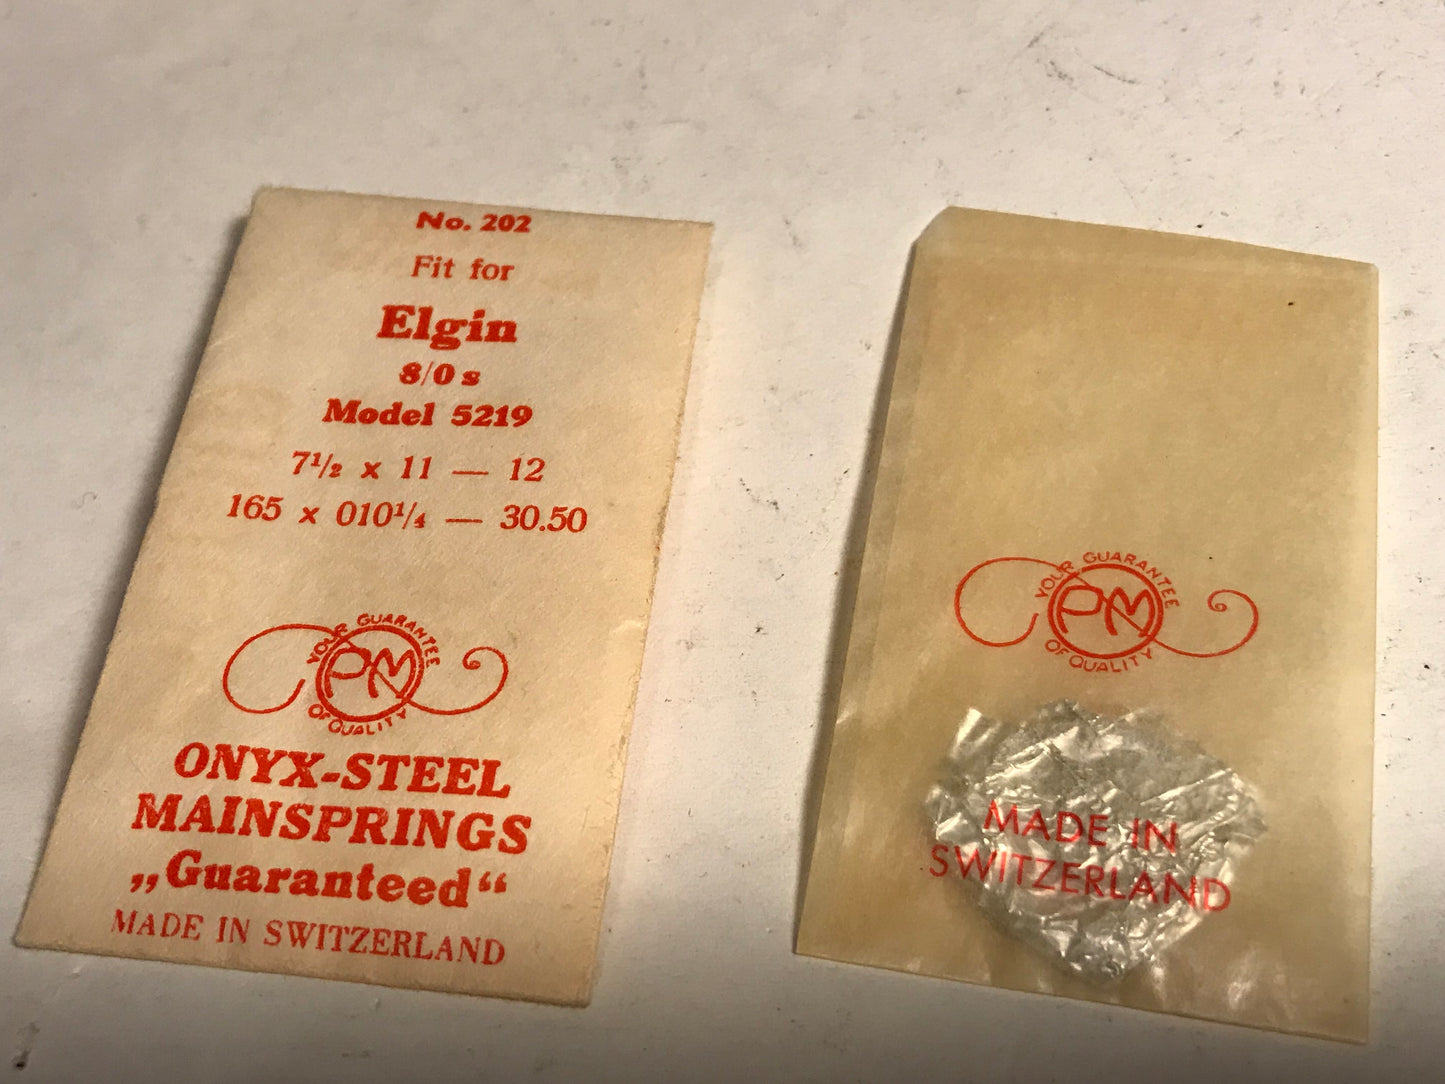 No. 202
Fit for
Elgin
8/0 s
Model 5219
7½ x 11 — 12
165 x 010¼ — 30.50
YOUR GUARANTEE
PM
OF QUALITY
ONYX-STEEL
MAINSPRINGS
„Guaranteed“
MADE IN SWITZERLAND
YOUR GUARANTEE
PM
OF QUALITY
MADE IN
SWITZERLAND